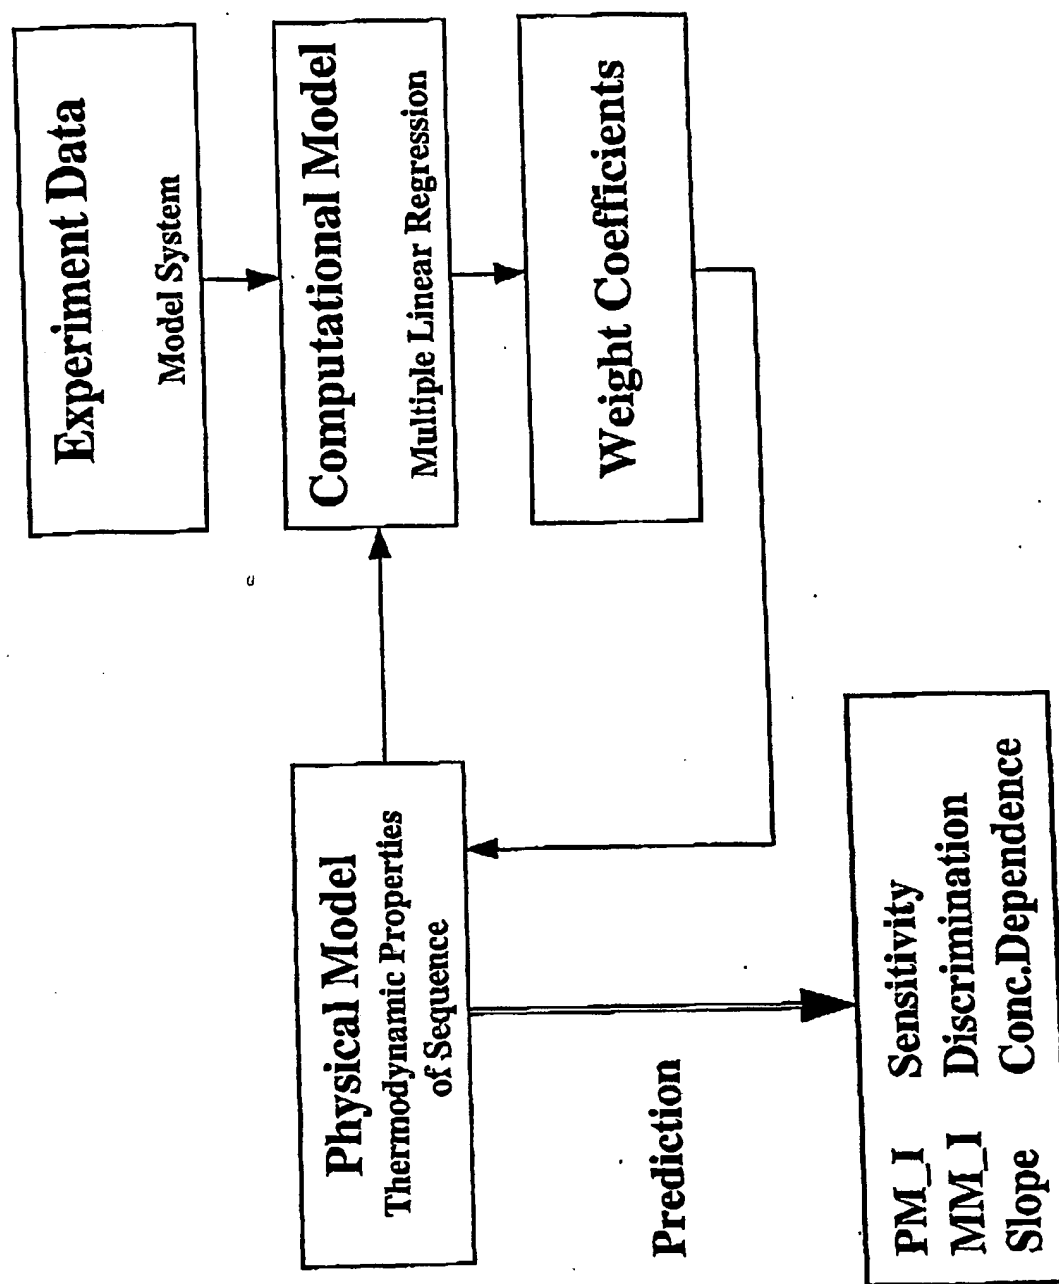 Experiment Data
Model System
Computational Model
Multiple Linear Regression
Weight Coefficients
Physical Model
Thermodynamic Properties
of Sequence
Prediction
PM_I Sensitivity
MM_I Discrimination
Slope Conc.Dependence